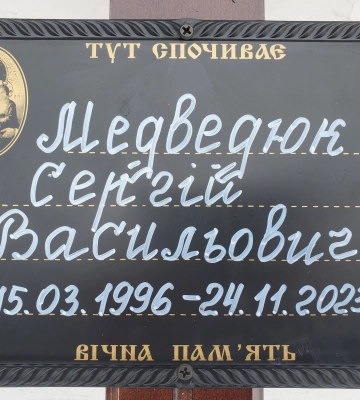 ТУТ СПОЧИВАЄ
Медведюк
Сергій
Васильович
15.03.1996-24.11.2023
ВІЧНА ПАМ'ЯТЬ